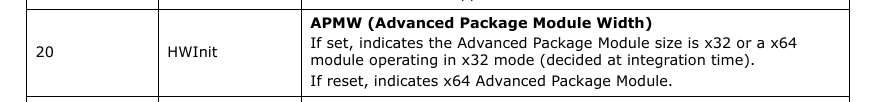 APMW (Advanced Package Module Width)
20
HWInit
If set, indicates the Advanced Package Module size is x32 or a x64
module operating in x32 mode (decided at integration time).
If reset, indicates x64 Advanced Package Module.